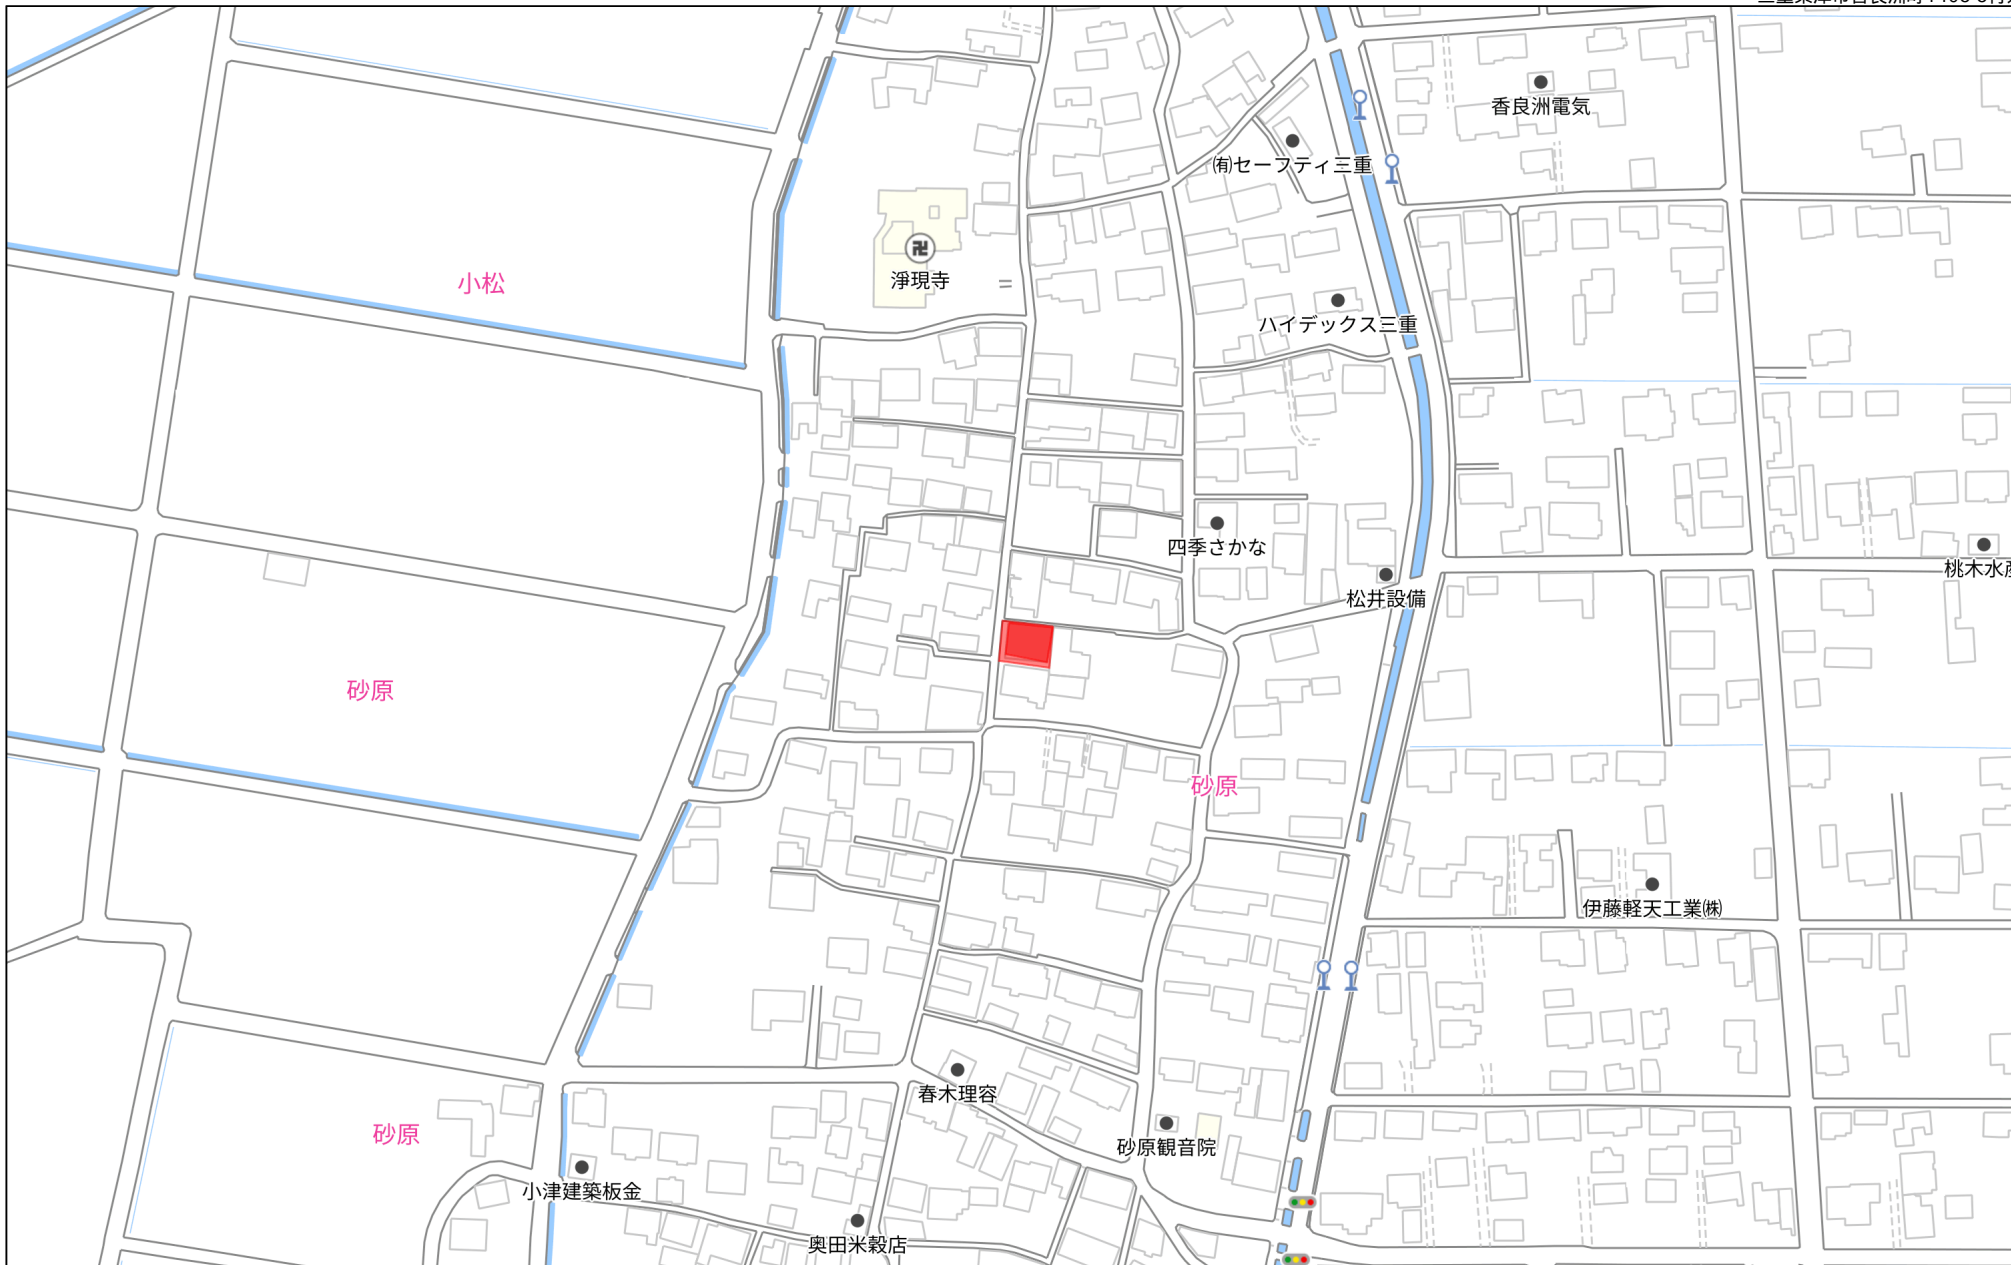 香良洲電気
㈲セーフティ三重
小松
淨現寺
ハイデックス三重
四季さかな
桃木水産
松井設備
砂原
砂原
伊藤軽天工業㈱
春木理容
砂原
砂原観音院
小津建築板金
奥田米穀店